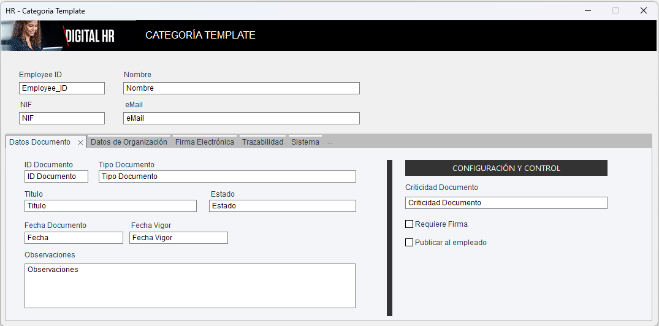 HR - Categoria Template
DIGITAL HR
CATEGORÍA TEMPLATE
Employee ID
Nombre
Employee_ID
Nombre
NIF
eMail
NIF
eMail
Datos Documento
Datos de Organización
Firma Electrónica
Trazabilidad
Sistema
ID Documento
Tipo Documento
ID Documento
Tipo Documento
Título
Estado
Título
Estado
Fecha Documento
Fecha Vigor
Fecha
Fecha Vigor
Observaciones
Observaciones
CONFIGURACIÓN Y CONTROL
Criticidad Documento
Criticidad Documento
Requiere Firma
Publicar al empleado